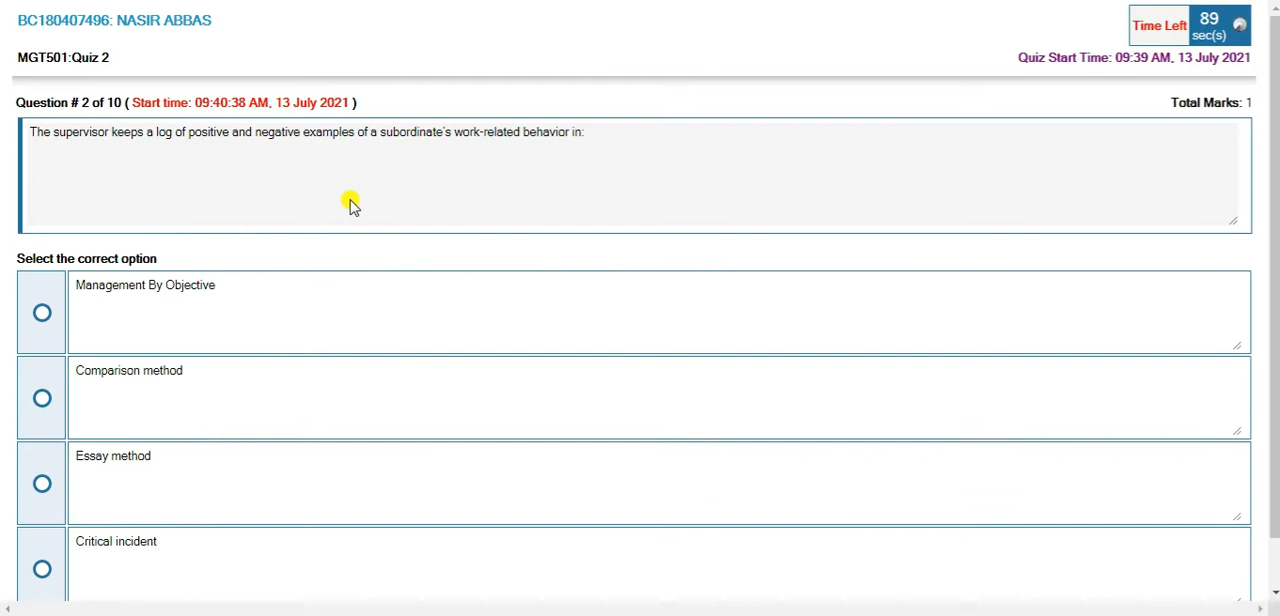 BC180407496: NASIR ABBAS
Time Left 89 sec(s)
MGT501:Quiz 2
Quiz Start Time: 09:39 AM, 13 July 2021
Question # 2 of 10 ( Start time: 09:40:38 AM, 13 July 2021 )
Total Marks: 1
The supervisor keeps a log of positive and negative examples of a subordinate's work-related behavior in:
Select the correct option
Management By Objective
Comparison method
Essay method
Critical incident